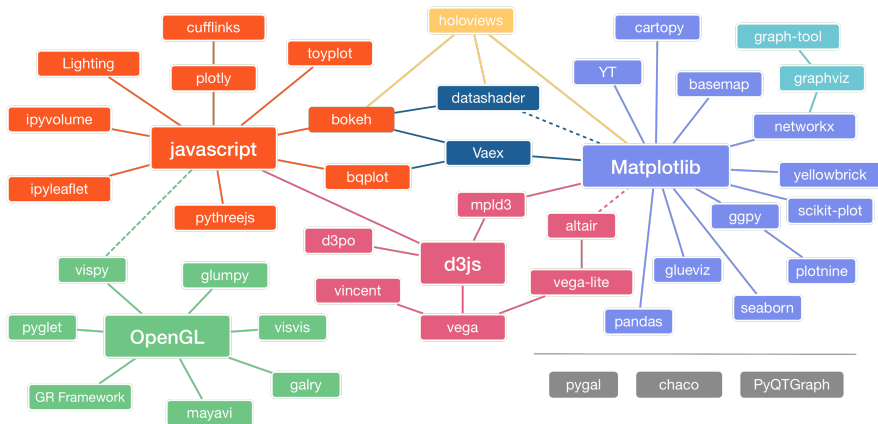 cufflinks
holoviews
cartopy
graph-tool
Lighting
plotly
toyplot
YT
basemap
graphviz
datashader
ipyvolume
bokeh
networkx
javascript
Vaex
Matplotlib
ipyleaflet
bqplot
yellowbrick
pythreejs
mpld3
ggpy
scikit-plot
d3po
altair
vispy
glumpy
d3js
glueviz
plotnine
vincent
vega-lite
pyglet
OpenGL
visvis
vega
pandas
seaborn
GR Framework
mayavi
galry
pygal
chaco
PyQTGraph